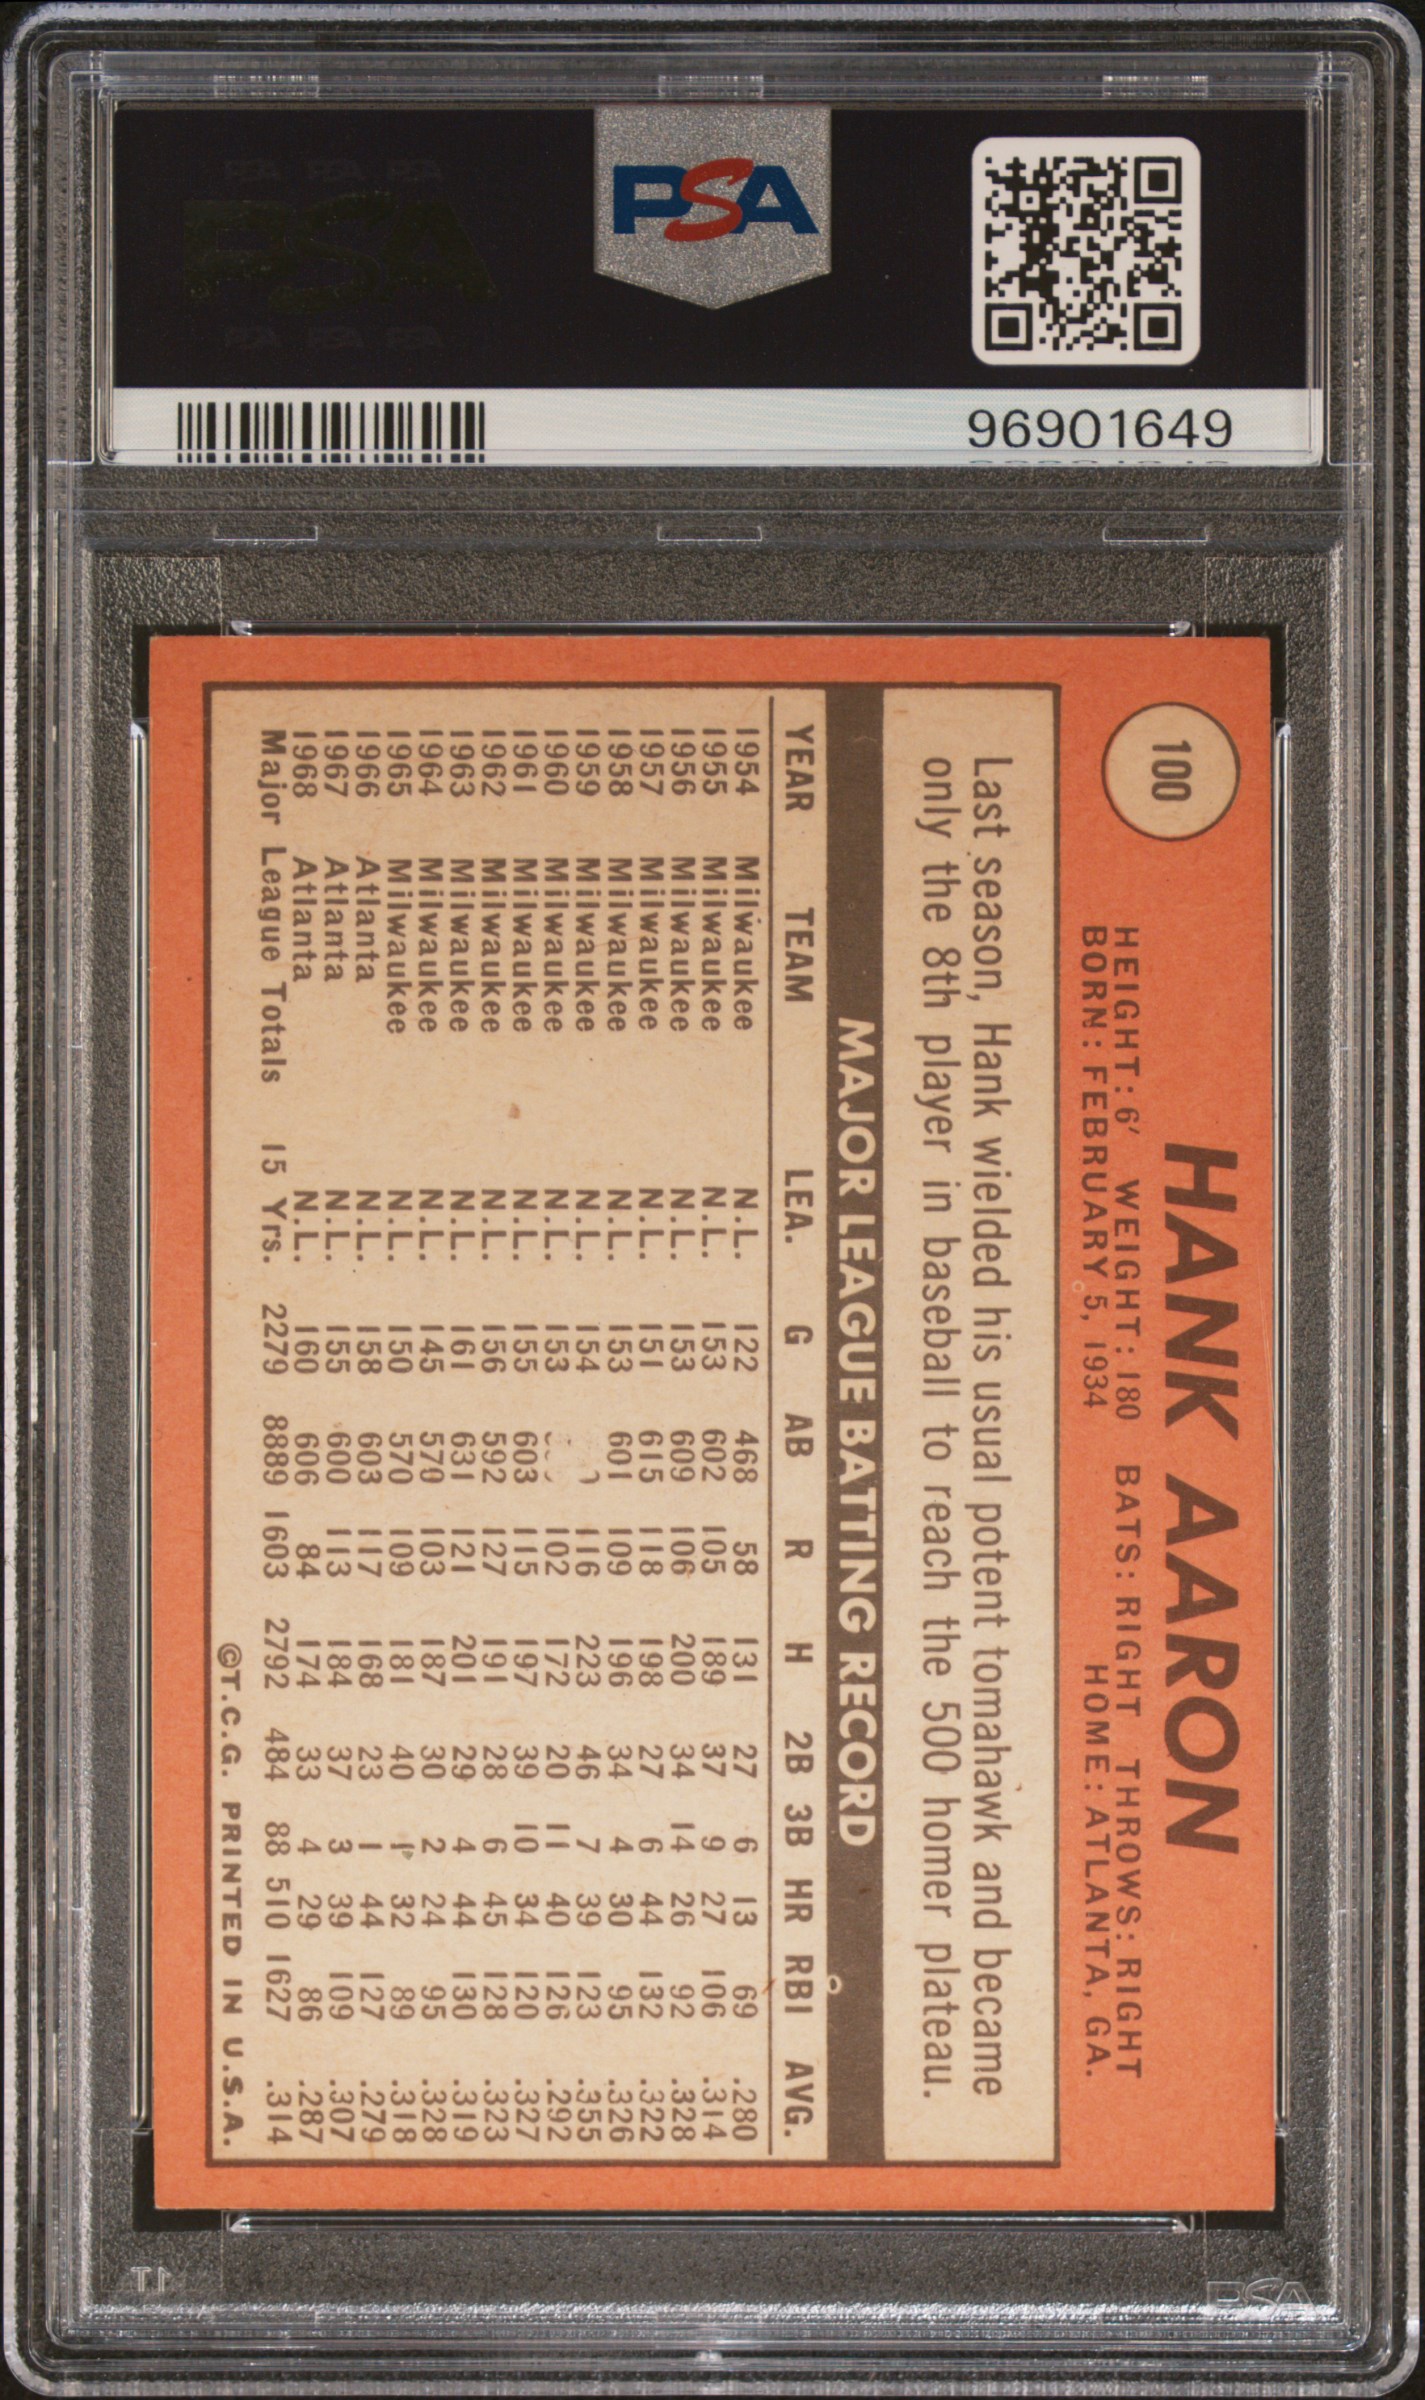 PSA
96901649
100
HANK AARON
HEIGHT: 6' WEIGHT: 180 BATS: RIGHT THROWS: RIGHT
BORN: FEBRUARY 5, 1934 HOME: ATLANTA, GA.
Last season, Hank wielded his usual potent tomahawk and became
only the 8th player in baseball to reach the 500 homer plateau.
MAJOR LEAGUE BATTING RECORD
YEAR TEAM LEA. G AB R H 2B 3B HR RBI AVG.
1954 Milwaukee N.L. 122 468 58 131 27 6 13 69 .280
1955 Milwaukee N.L. 153 602 105 189 37 9 27 106 .314
1956 Milwaukee N.L. 153 609 106 200 34 14 26 92 .328
1957 Milwaukee N.L. 151 615 118 198 27 6 44 132 .322
1958 Milwaukee N.L. 153 601 109 196 34 4 30 95 .326
1959 Milwaukee N.L. 154 116 223 46 7 39 123 .355
1960 Milwaukee N.L. 153 102 172 20 11 40 126 .292
1961 Milwaukee N.L. 155 603 115 197 39 10 34 120 .327
1962 Milwaukee N.L. 156 592 127 191 28 6 45 128 .323
1963 Milwaukee N.L. 161 631 121 201 29 4 44 130 .319
1964 Milwaukee N.L. 145 570 103 187 30 2 24 95 .328
1965 Milwaukee N.L. 150 570 109 181 40 1 32 89 .318
1966 Atlanta N.L. 158 603 117 168 23 1 44 127 .279
1967 Atlanta N.L. 155 600 113 184 37 3 39 109 .307
1968 Atlanta N.L. 160 606 84 174 33 4 29 86 .287
Major League Totals 15 Yrs. 2279 8889 1603 2792 484 88 510 1627 .314
©T.C.G. PRINTED IN U.S.A.
PSA